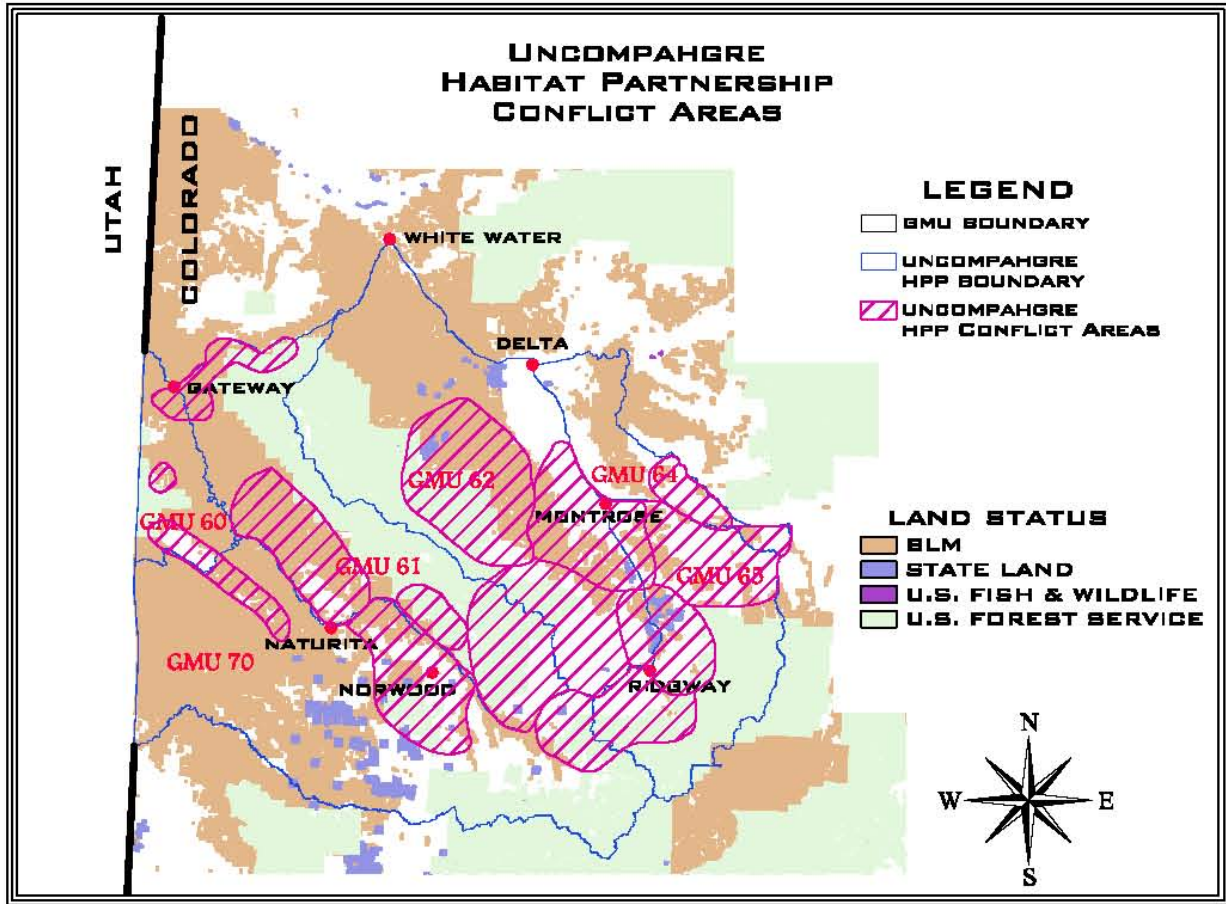 UNCOMPAHGRE
HABITAT PARTNERSHIP
CONFLICT AREAS
UTAH
COLORADO
WHITE WATER
DELTA
GATEWAY
GMU 62
GMU 64
MONTROSE
GMU 60
GMU 61
GMU 65
NATURITA
GMU 70
NORWOOD
RIDGWAY
LEGEND
GMU BOUNDARY
UNCOMPAHGRE
HPP BOUNDARY
UNCOMPAHGRE
HPP CONFLICT AREAS
LAND STATUS
BLM
STATE LAND
U.S. FISH & WILDLIFE
U.S. FOREST SERVICE
N
W
E
S